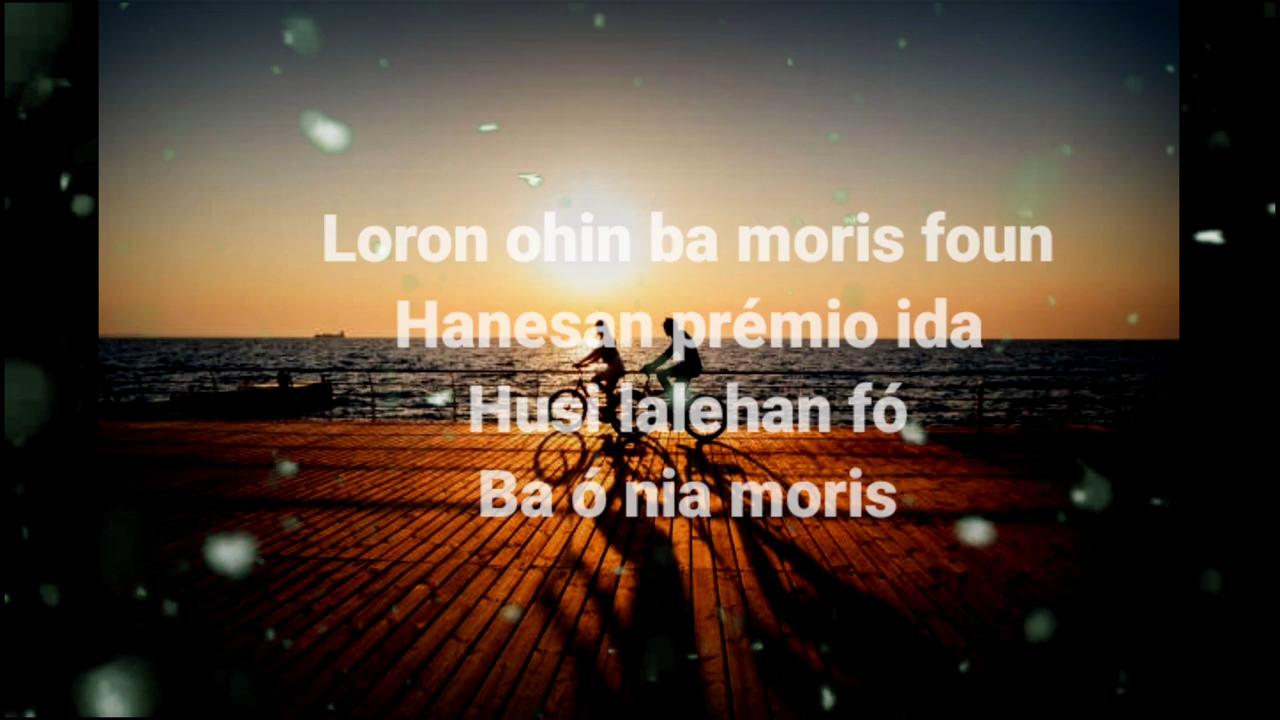 Loron ohin ba moris foun
Hanesan prémio ida
Husi lalehan fó
Ba ó nia moris